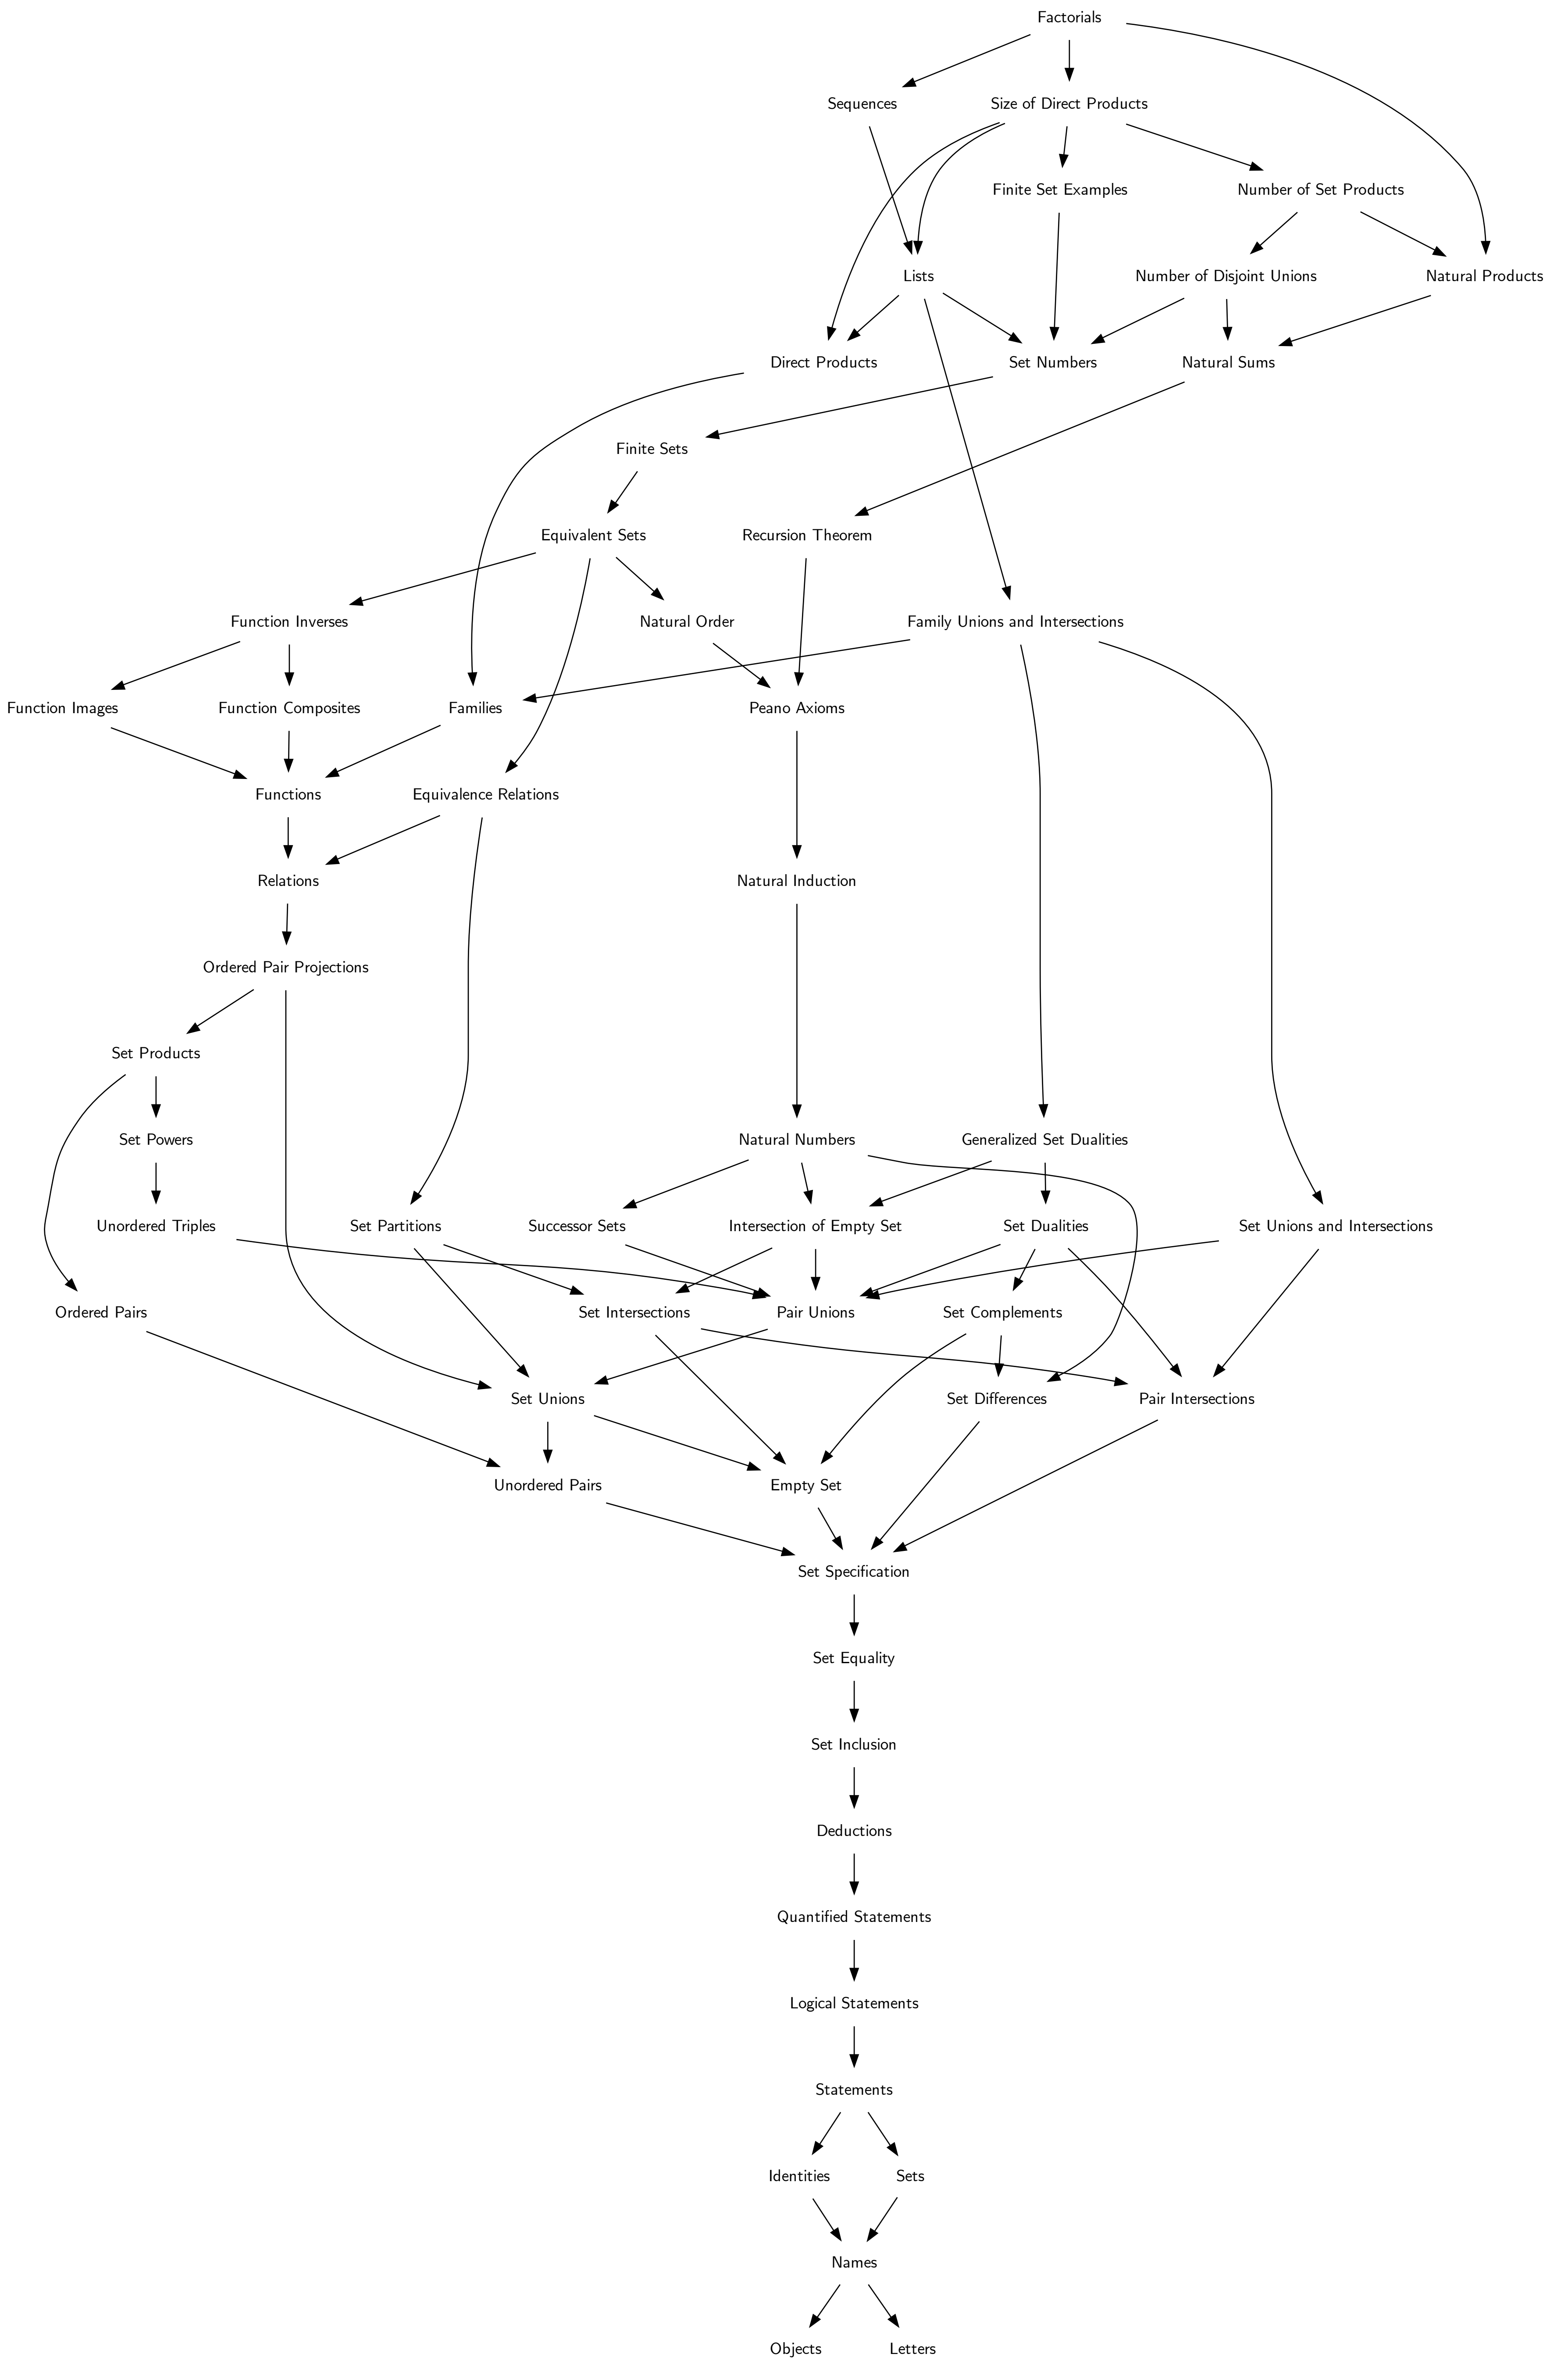 Factorials
Sequences
Size of Direct Products
Finite Set Examples
Number of Set Products
Lists
Number of Disjoint Unions
Natural Products
Direct Products
Set Numbers
Natural Sums
Finite Sets
Equivalent Sets
Recursion Theorem
Function Inverses
Natural Order
Family Unions and Intersections
Function Images
Function Composites
Families
Peano Axioms
Functions
Equivalence Relations
Relations
Natural Induction
Ordered Pair Projections
Set Products
Set Powers
Natural Numbers
Generalized Set Dualities
Unordered Triples
Set Partitions
Successor Sets
Intersection of Empty Set
Set Dualities
Set Unions and Intersections
Ordered Pairs
Set Intersections
Pair Unions
Set Complements
Set Unions
Set Differences
Pair Intersections
Unordered Pairs
Empty Set
Set Specification
Set Equality
Set Inclusion
Deductions
Quantified Statements
Logical Statements
Statements
Identities
Sets
Names
Objects
Letters